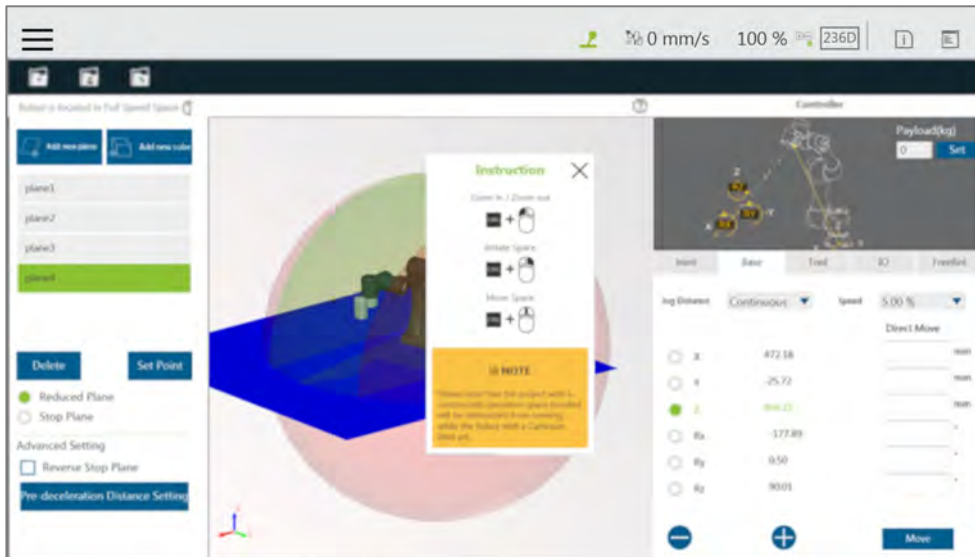 0 mm/s 100 % 236D
Robot is located in Full Speed Space
Controller
Add new plane Add new cube
Payload(kg)
0 Set
plane1
plane2
plane3
plane4
Instruction
Zoom in / Zoom out
+
Rotate Space
+
Move Space
+
NOTE
Z
X
Y
RZ
RX
RY
Joint Base Tool IO FreeBot
Jog Distance Continuous Speed 5.00 %
Direct Move
X 472.18 mm
Y -25.72 mm
Z mm
Rx -177.89 °
Ry 0.50 °
Rz 90.01 °
Delete Set Point
Reduced Plane
Stop Plane
Advanced Setting
Reverse Stop Plane
Pre-deceleration Distance Setting
Move